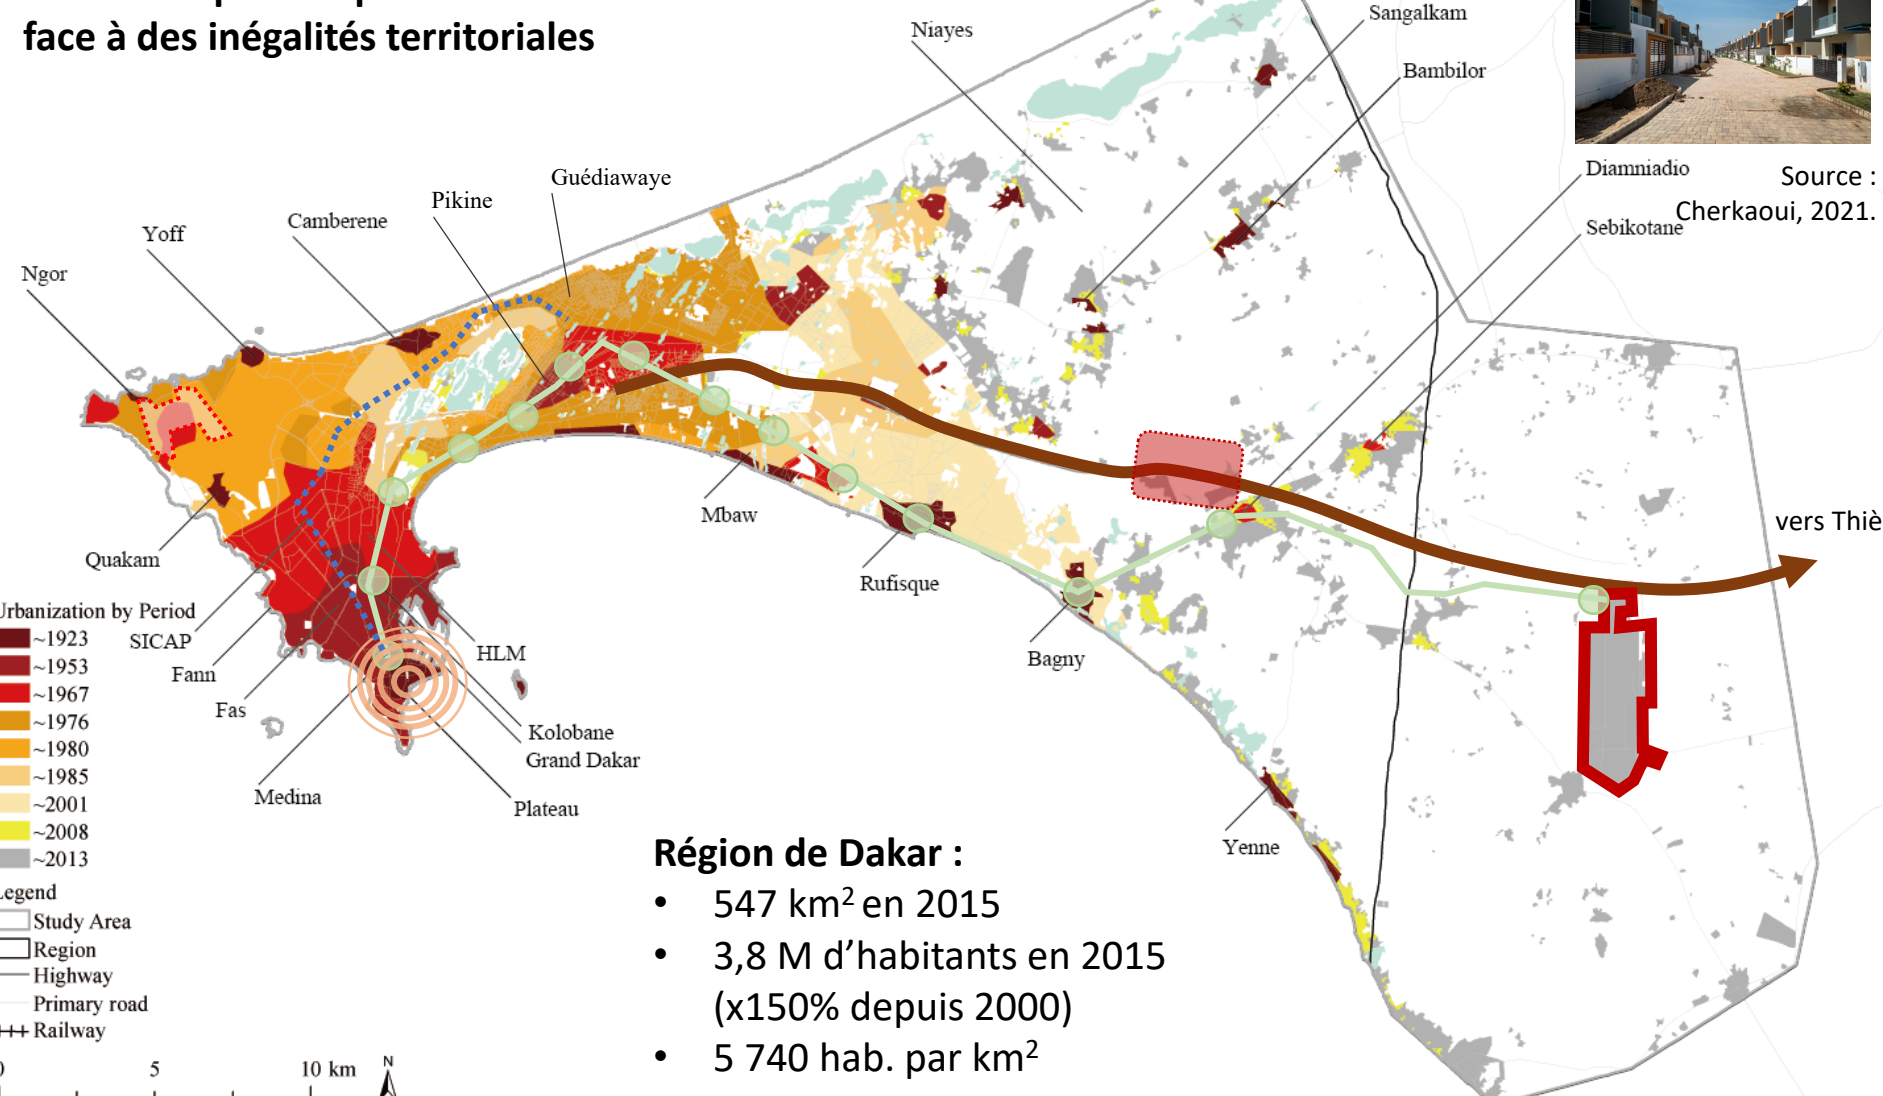 face à des inégalités territoriales
Niayes
Sangalkam
Bambilor
Diamniadio
Sebikotane
Source :
Cherkaoui, 2021.
Guédiawaye
Pikine
Camberene
Yoff
Ngor
Quakam
Mbaw
Rufisque
Bagny
Yenne
vers Thiè
SICAP
Fann
Fas
Medina
HLM
Kolobane
Grand Dakar
Plateau
Urbanization by Period
~1923
~1953
~1967
~1976
~1980
~1985
~2001
~2008
~2013
Legend
Study Area
Region
Highway
Primary road
Railway
0 5 10 km
N
Région de Dakar :
• 547 km² en 2015
• 3,8 M d’habitants en 2015
(x150% depuis 2000)
• 5 740 hab. par km²